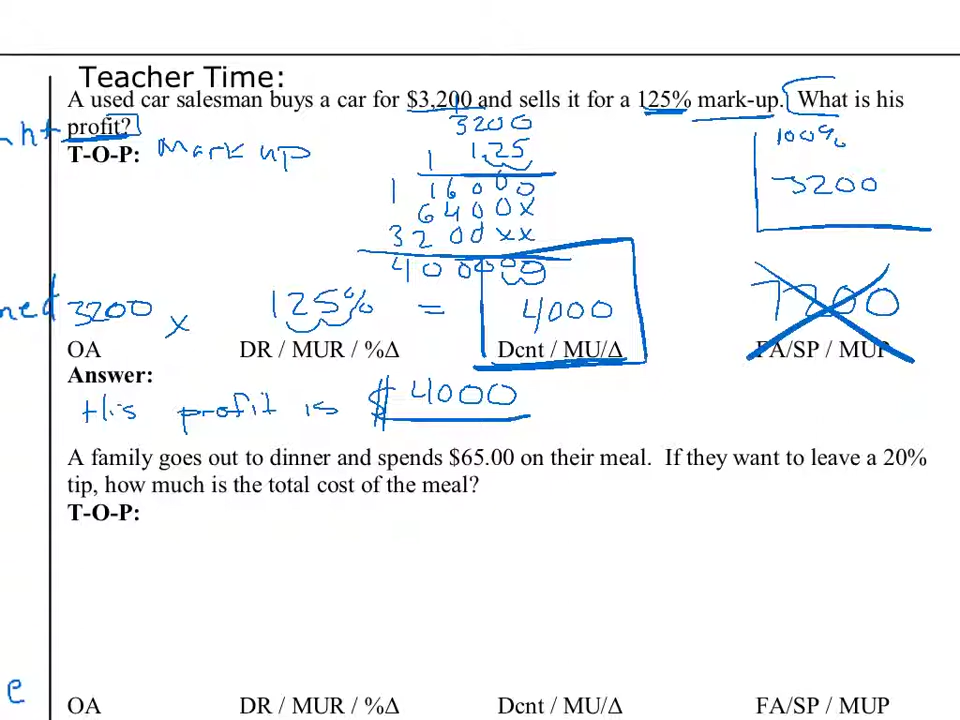 Teacher Time:
A used car salesman buys a car for $3,200 and sells it for a 125% mark-up. What is his
profit?
T-O-P: Mark up
3200
1.25
1
1 16000
6400x
3200xx
400000
100%
3200
3200 x 125% = 4000 7200
OA DR / MUR / %Δ Dcnt / MU/Δ FA/SP / MUP
Answer:
His profit is $4000
A family goes out to dinner and spends $65.00 on their meal. If they want to leave a 20%
tip, how much is the total cost of the meal?
T-O-P:
e
OA DR / MUR / %Δ Dcnt / MU/Δ FA/SP / MUP